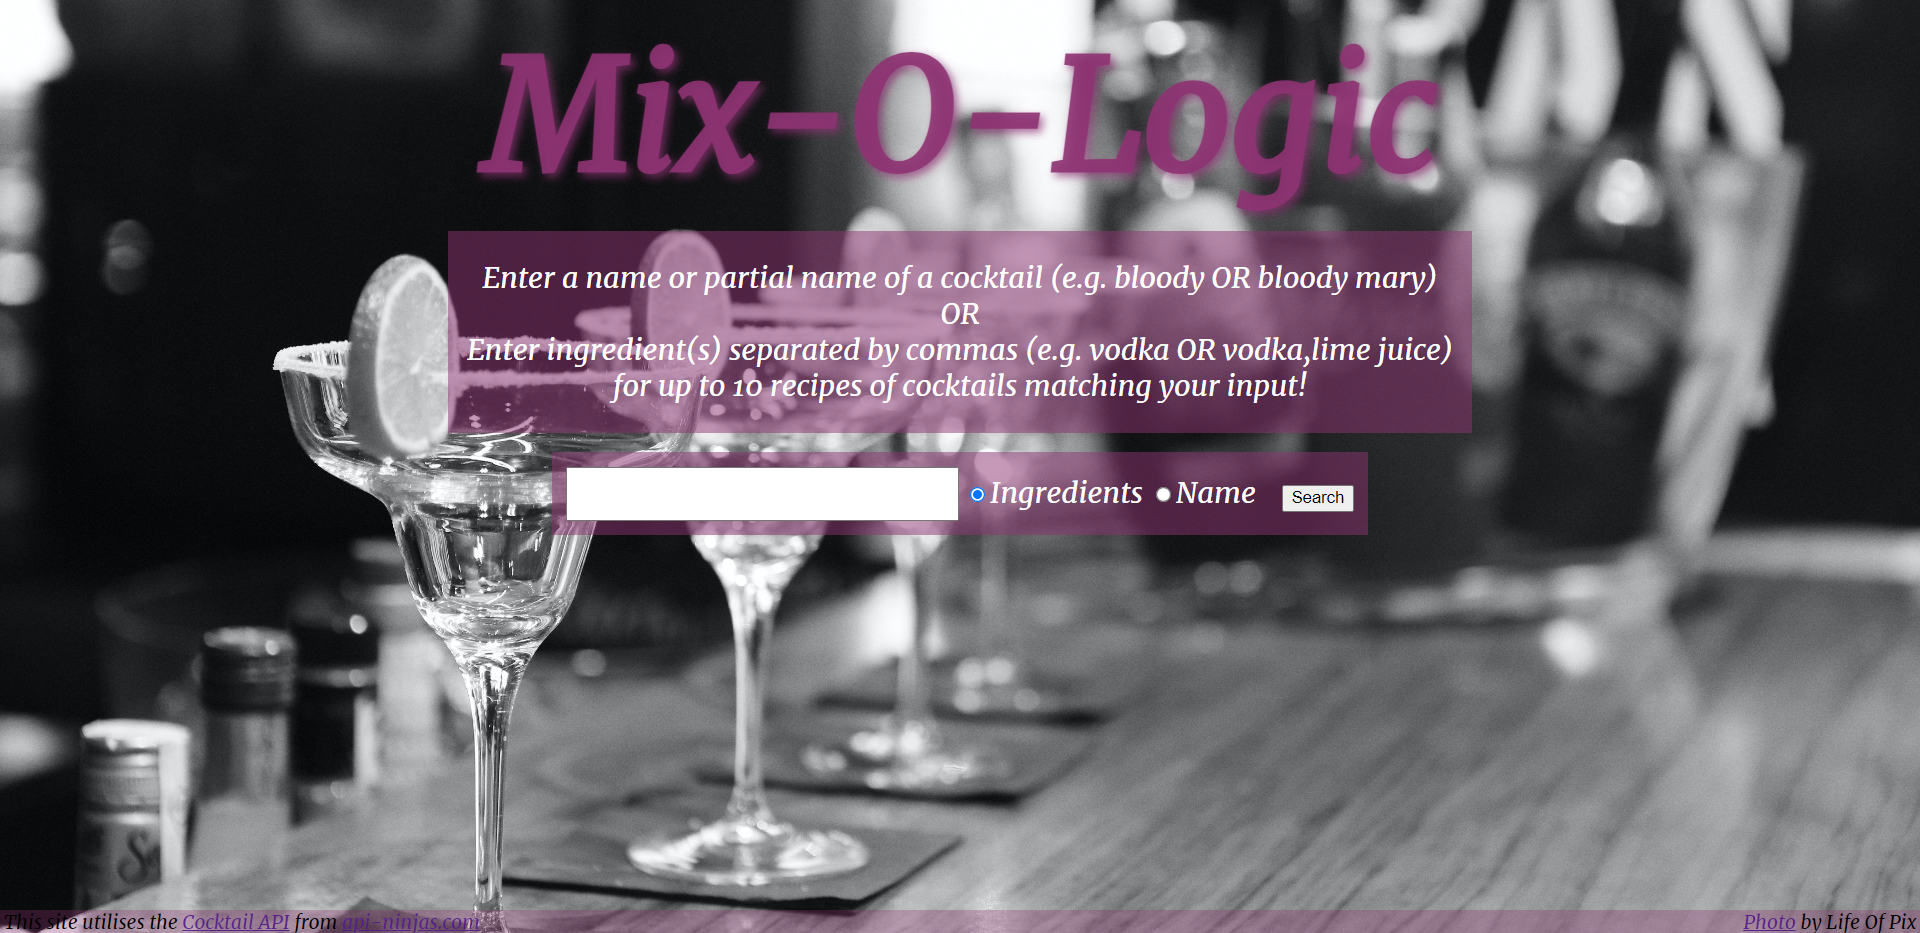 Mix-O-Logic
Enter a name or partial name of a cocktail (e.g. bloody OR bloody mary)
OR
Enter ingredient(s) separated by commas (e.g. vodka OR vodka,lime juice)
for up to 10 recipes of cocktails matching your input!
Ingredients Name Search
This site utilises the Cocktail API from api-ninjas.com
Photo by Life Of Pix